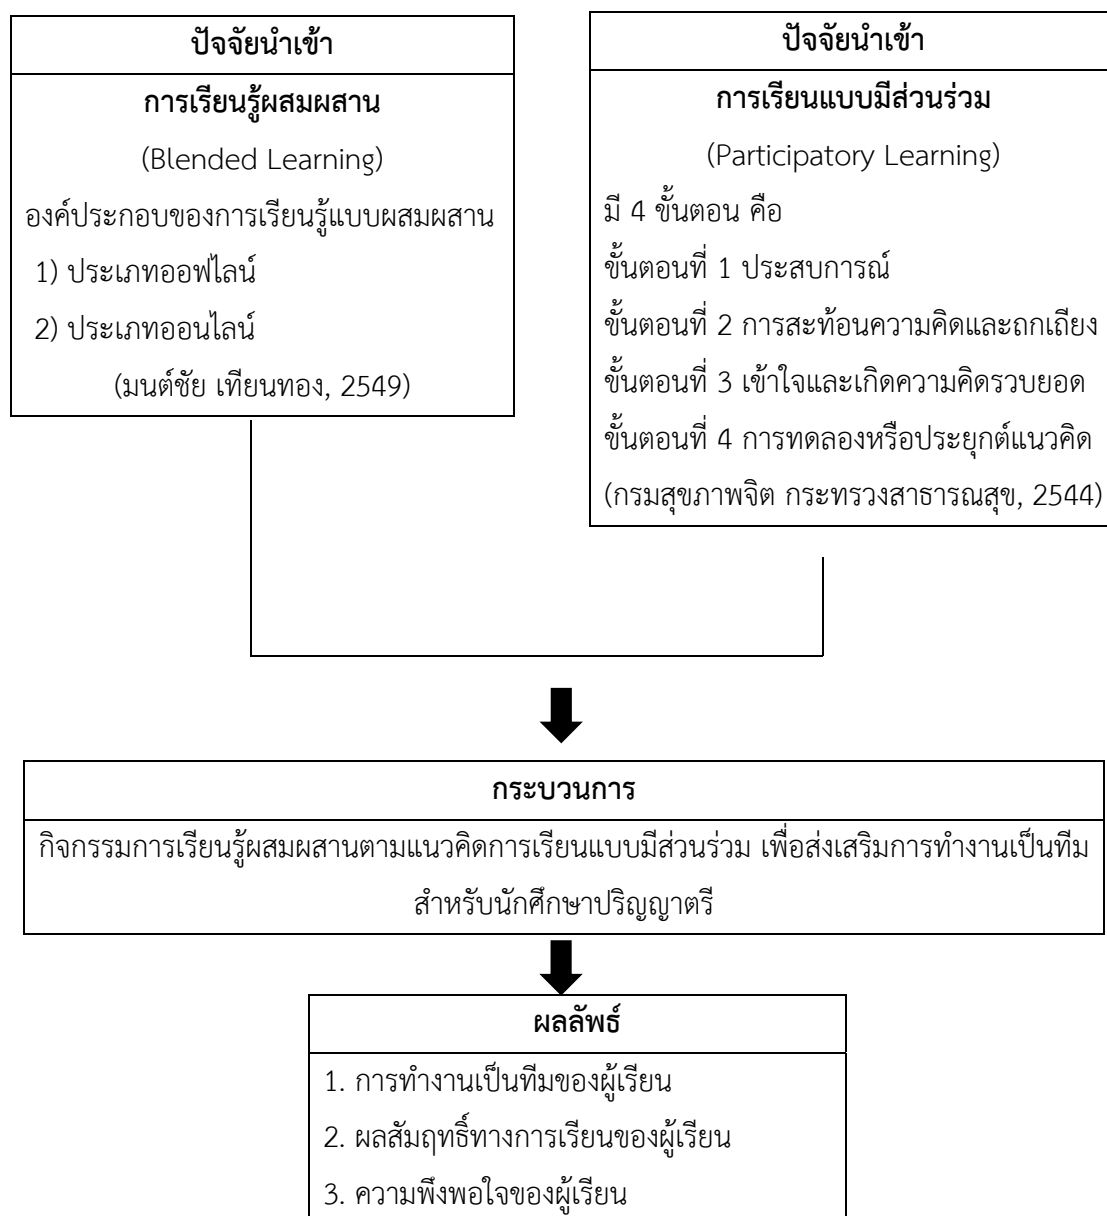 ปัจจัยนำเข้า
การเรียนรู้ผสมผสาน
(Blended Learning)
องค์ประกอบของการเรียนรู้แบบผสมผสาน
1) ประเภทออฟไลน์
2) ประเภทออนไลน์
(มนต์ชัย เทียนทอง, 2549)
ปัจจัยนำเข้า
การเรียนแบบมีส่วนร่วม
(Participatory Learning)
มี 4 ขั้นตอน คือ
ขั้นตอนที่ 1 ประสบการณ์
ขั้นตอนที่ 2 การสะท้อนความคิดและถกเถียง
ขั้นตอนที่ 3 เข้าใจและเกิดความคิดรวบยอด
ขั้นตอนที่ 4 การทดลองหรือประยุกต์แนวคิด
(กรมสุขภาพจิต กระทรวงสาธารณสุข, 2544)
กระบวนการ
กิจกรรมการเรียนรู้ผสมผสานตามแนวคิดการเรียนแบบมีส่วนร่วม เพื่อส่งเสริมการทำงานเป็นทีม
สำหรับนักศึกษาปริญญาตรี
ผลลัพธ์
1. การทำงานเป็นทีมของผู้เรียน
2. ผลสัมฤทธิ์ทางการเรียนของผู้เรียน
3. ความพึงพอใจของผู้เรียน